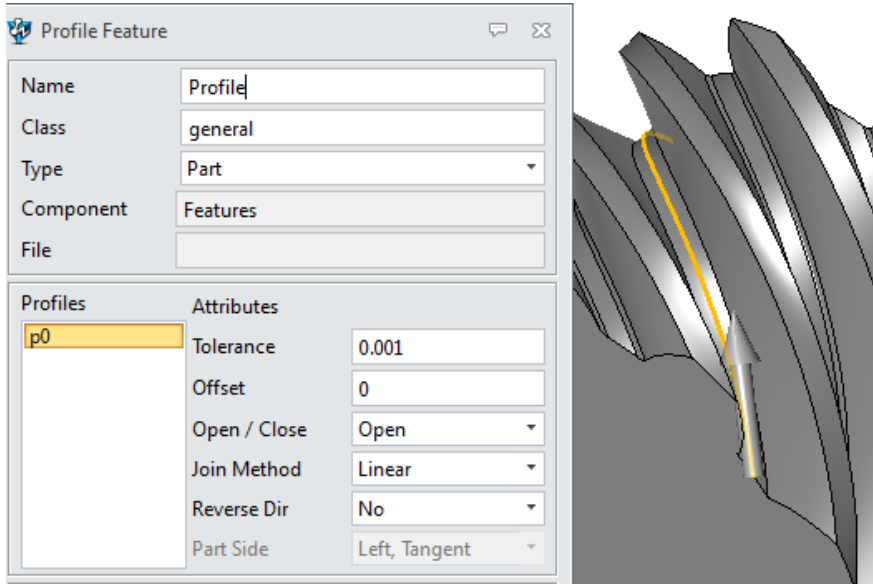 Profile Feature
Name Profile
Class general
Type Part
Component Features
File
Profiles Attributes
p0
Tolerance 0.001
Offset 0
Open / Close Open
Join Method Linear
Reverse Dir No
Part Side Left, Tangent